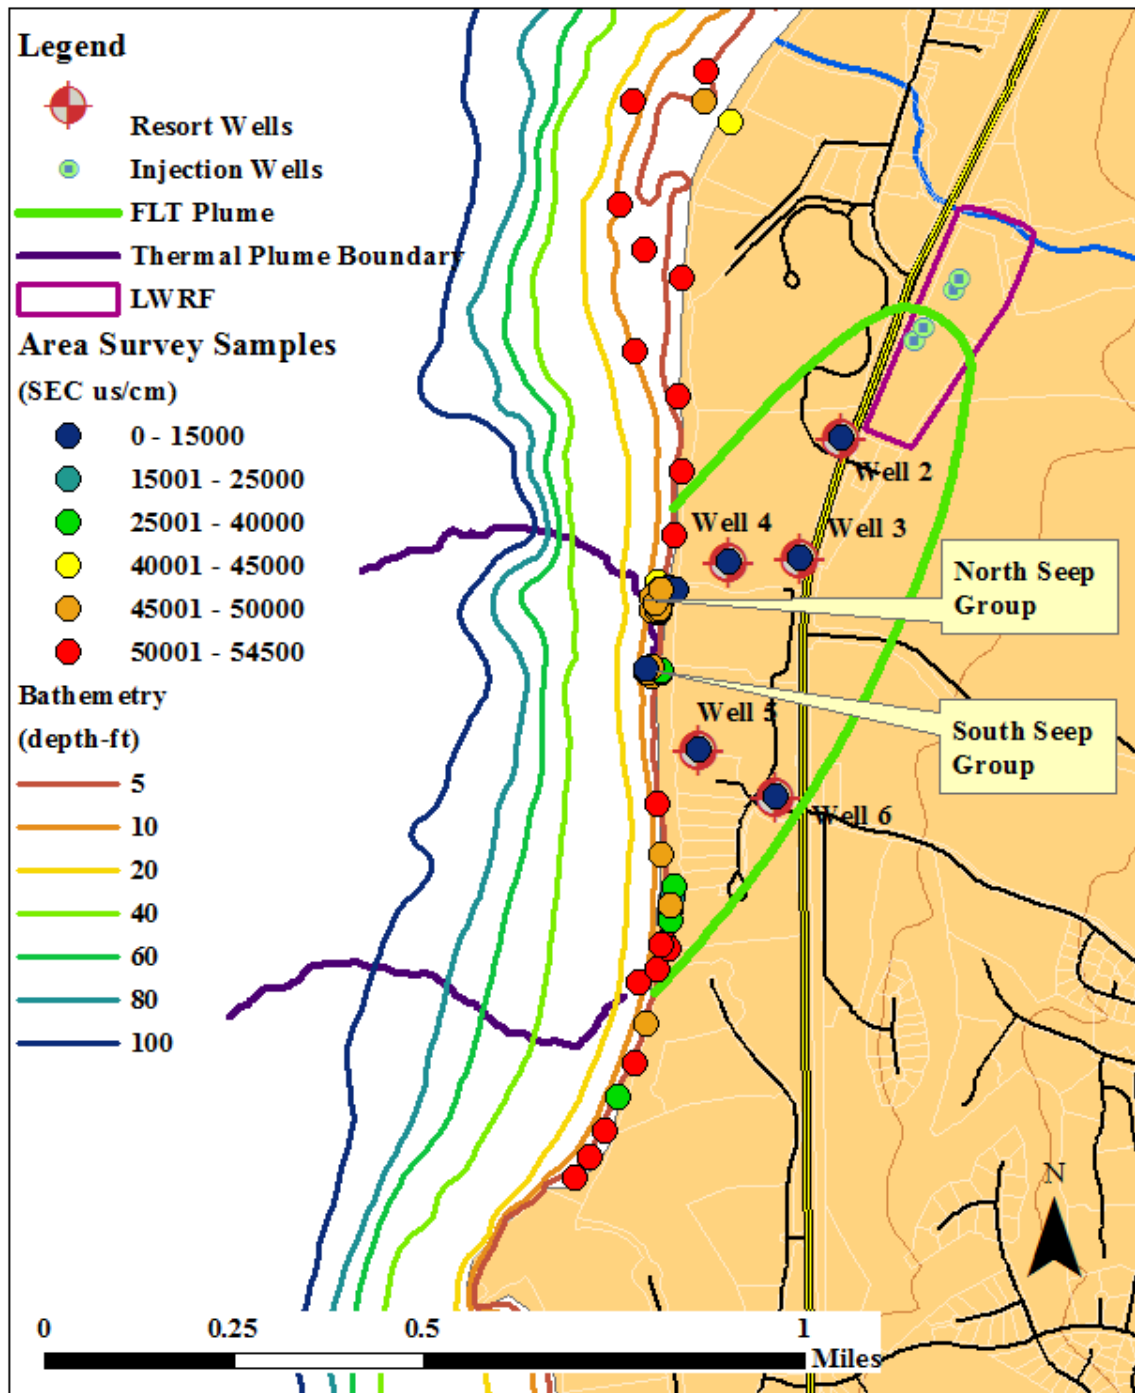 Legend
Resort Wells
Injection Wells
FLT Plume
Thermal Plume Boundary
LWRF
Area Survey Samples
(SEC us/cm)
0 - 15000
15001 - 25000
25001 - 40000
40001 - 45000
45001 - 50000
50001 - 54500
Bathemetry
(depth-ft)
5
10
20
40
60
80
100
Well 2
Well 4
Well 3
North Seep
Group
Well 5
South Seep
Group
Well 6
N
0 0.25 0.5 1
Miles